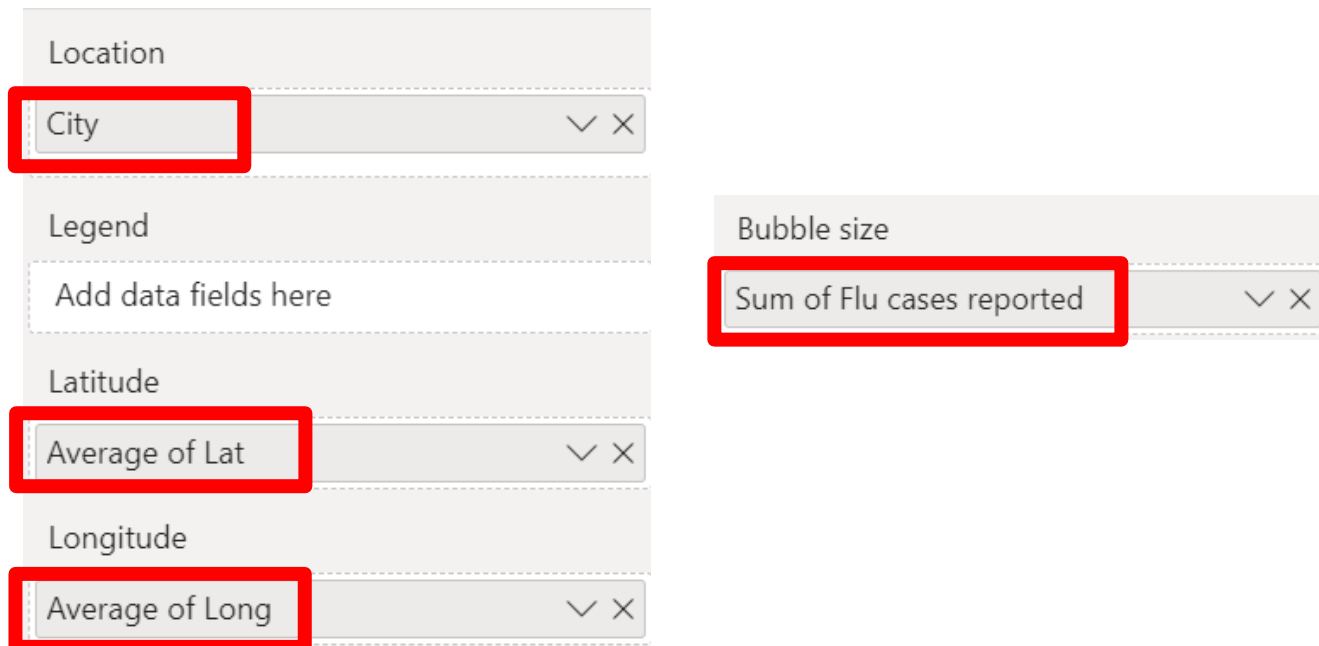 Location
City
Legend
Add data fields here
Latitude
Average of Lat
Longitude
Average of Long
Bubble size
Sum of Flu cases reported